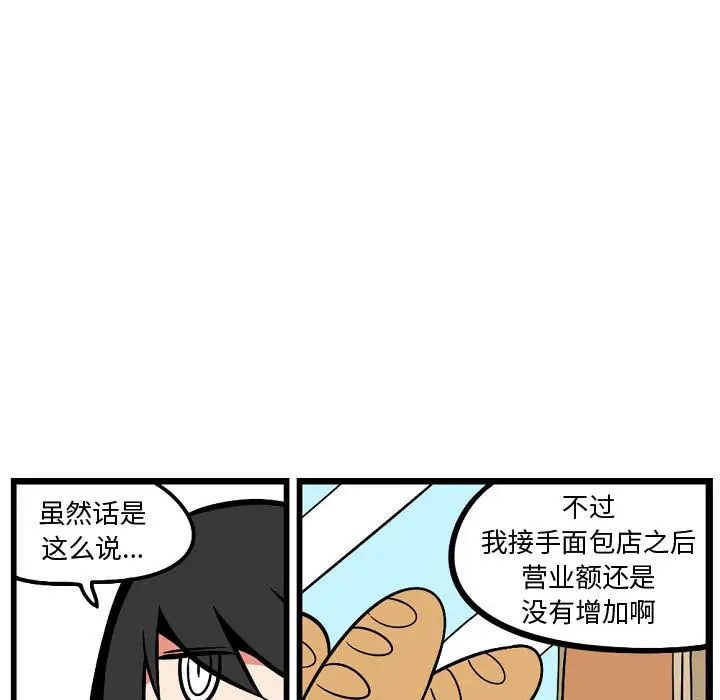 虽然话是
这么说...
不过
我接手面包店之后
营业额还是
没有增加啊